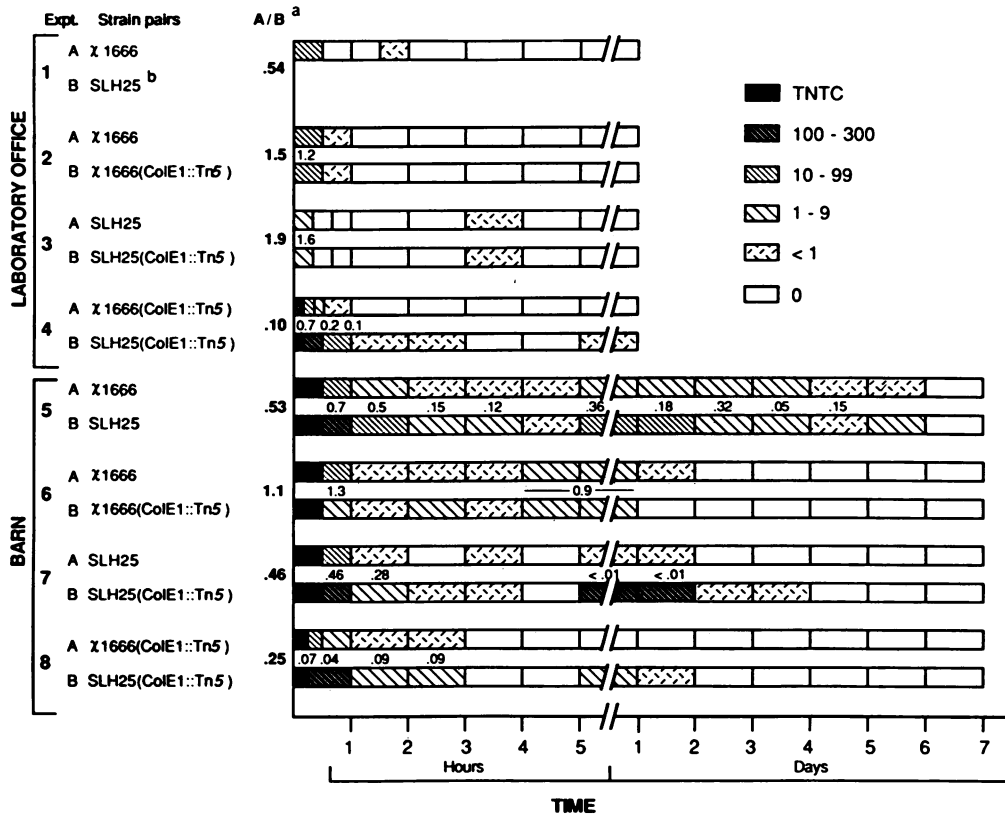 Expt. Strain pairs A / B a
LABORATORY OFFICE
1 A χ 1666
.54
B SLH25 b
2 A χ 1666
1.5 1.2
B χ 1666(ColE1::Tn5)
3 A SLH25
1.9 1.6
B SLH25(ColE1::Tn5)
4 A χ1666(ColE1::Tn5)
.10 0.7 0.2 0.1
B SLH25(ColE1::Tn5)
TNTC
100 - 300
10 - 99
1 - 9
< 1
0
BARN
5 A χ1666
.53 0.7 0.5 .15 .12 .36 .18 .32 .05 .15
B SLH25
6 A χ1666
1.1 1.3 0.9
B χ1666(ColE1::Tn5)
7 A SLH25
.46 .46 .28 < .01 < .01
B SLH25(ColE1::Tn5)
8 A χ1666(ColE1::Tn5)
.25 .07 .04 .09 .09
B SLH25(ColE1::Tn5)
1 2 3 4 5 1 2 3 4 5 6 7
Hours Days
TIME